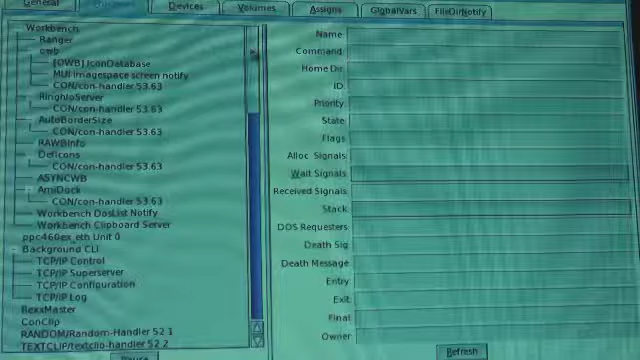 General
Devices
Volumes
Assigns
GlobalVars
FileDirNotify
Workbench
Ranger
owb
[OWB] IconDatabase
MUI imagespace screen notify
CON/con-handler 53.63
RinghioServer
CON/con-handler 53.63
AutoBorderSize
CON/con-handler 53.63
RAWBInfo
DefIcons
CON/con-handler 53.63
ASYNCWB
AmiDock
CON/con-handler 53.63
Workbench DosList Notify
Workbench Clipboard Server
ppc460ex_eth Unit 0
Background CLI
TCP/IP Control
TCP/IP Superserver
TCP/IP Configuration
TCP/IP Log
RexxMaster
ConClip
RANDOM/Random-Handler 52.1
TEXTCLIP/textclip-handler 52.2
Pause
Name
Command
Home Dir
ID
Priority
State
Flags
Alloc Signals
Wait Signals
Received Signals
Stack
DOS Requesters
Death Sig
Death Message
Entry
Exit
Final
Owner
Refresh